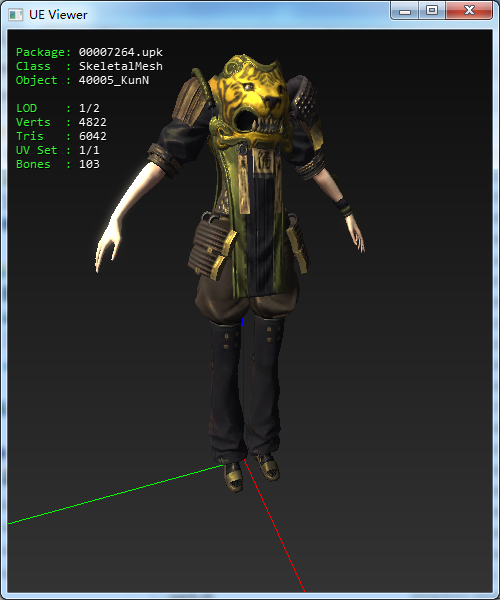 UE Viewer
Package: 00007264.upk
Class  : SkeletalMesh
Object : 40005_KunN
LOD    : 1/2
Verts  : 4822
Tris   : 6042
UV Set : 1/1
Bones  : 103